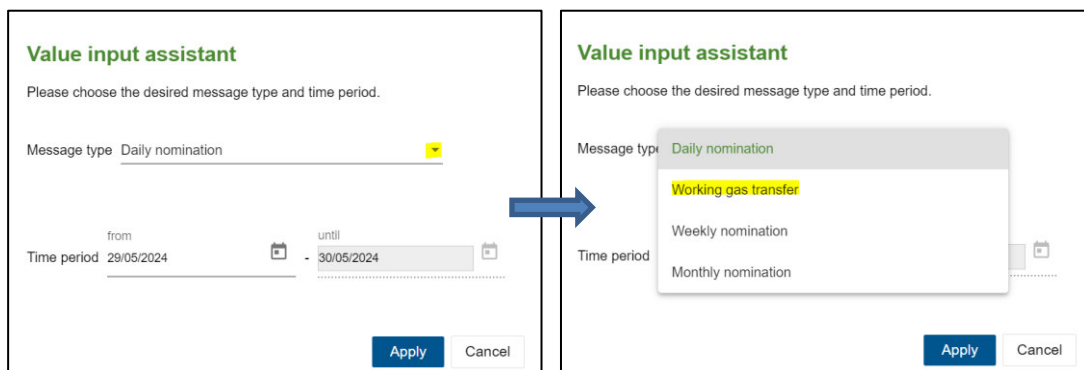 Value input assistant
Please choose the desired message type and time period.
Message type Daily nomination
from until
Time period 29/05/2024 - 30/05/2024
Apply Cancel
Value input assistant
Please choose the desired message type and time period.
Message type Daily nomination
Working gas transfer
Weekly nomination
Time period
Monthly nomination
Apply Cancel